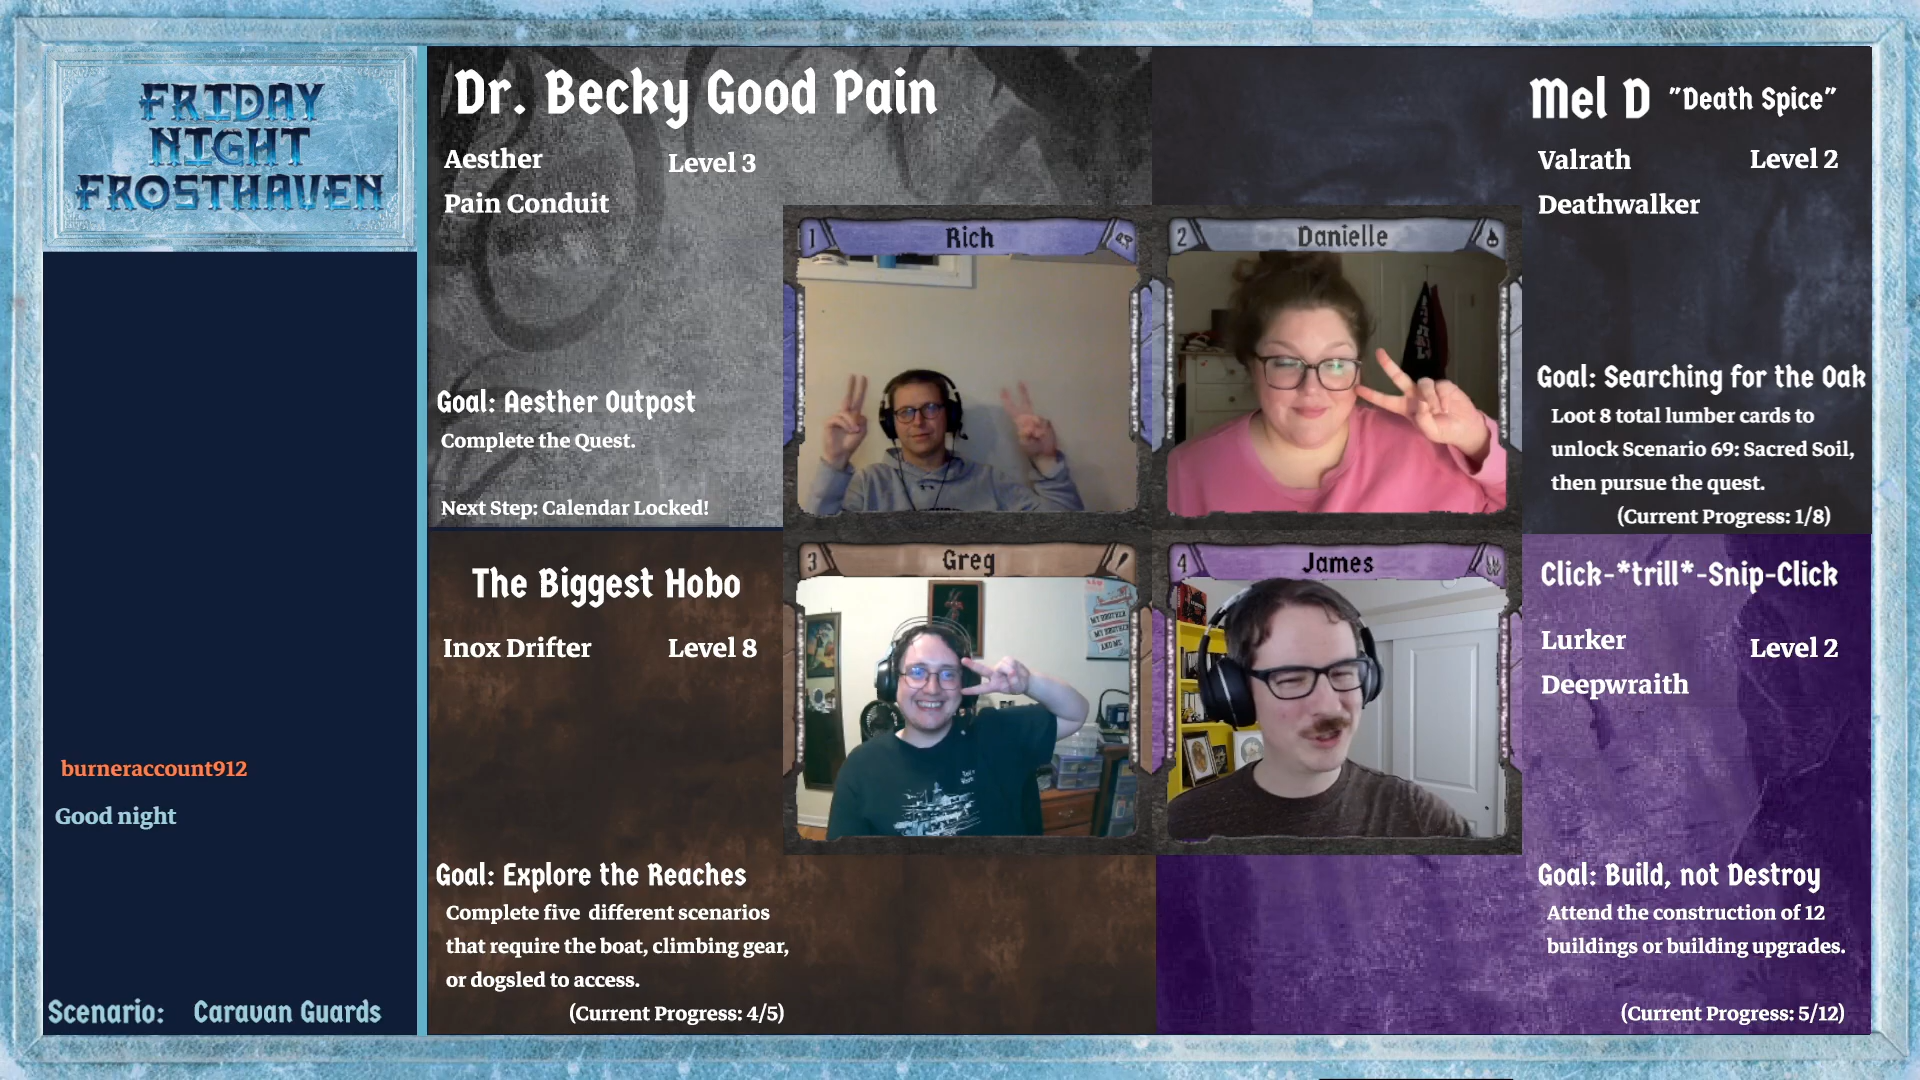 FRIDAY
NIGHT
FROSTHAVEN
burneraccount912
Good night
Scenario: Caravan Guards
Dr. Becky Good Pain
Aesther Level 3
Pain Conduit
Goal: Aesther Outpost
Complete the Quest.
Next Step: Calendar Locked!
Mel D "Death Spice"
Valrath Level 2
Deathwalker
Goal: Searching for the Oak
Loot 8 total lumber cards to
unlock Scenario 69: Sacred Soil,
then pursue the quest.
(Current Progress: 1/8)
1 Rich
2 Danielle
3 Greg
4 James
MY BROTHER
MY BROTHER
AND ME
The Biggest Hobo
Inox Drifter Level 8
Goal: Explore the Reaches
Complete five different scenarios
that require the boat, climbing gear,
or dogsled to access.
(Current Progress: 4/5)
Click-*trill*-Snip-Click
Lurker Level 2
Deepwraith
Goal: Build, not Destroy
Attend the construction of 12
buildings or building upgrades.
(Current Progress: 5/12)